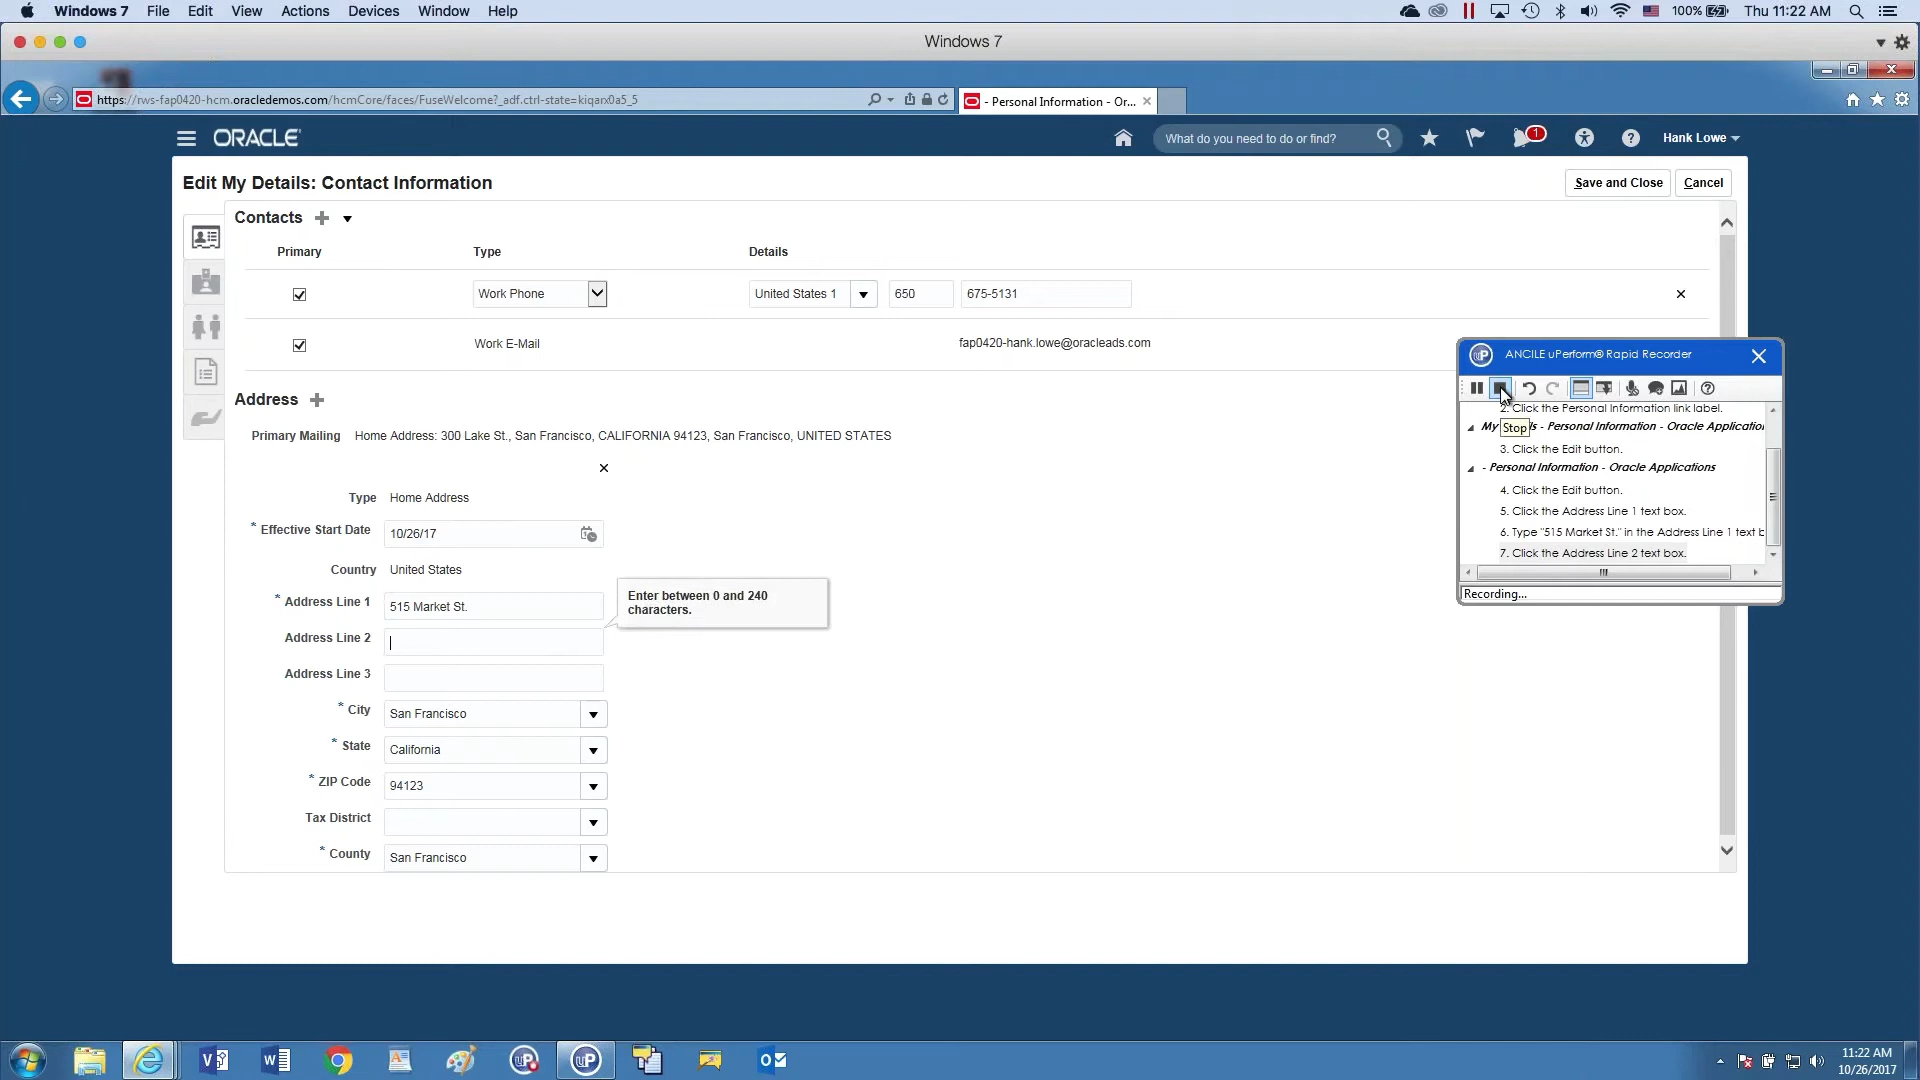 Windows 7 File Edit View Actions Devices Window Help 100% Thu 11:22 AM
Windows 7
https://rws-fap0420-hcm.oracledemos.com/hcmCore/faces/FuseWelcome?_adf.ctrl-state=kiqarx0a5_5 - Personal Information - Or...
ORACLE What do you need to do or find? 1 Hank Lowe
Edit My Details: Contact Information Save and Close Cancel
Contacts
Primary Type Details
Work Phone United States 1 650 675-5131
Work E-Mail fap0420-hank.lowe@oracleads.com
Address
Primary Mailing Home Address: 300 Lake St., San Francisco, CALIFORNIA 94123, San Francisco, UNITED STATES
Type Home Address
* Effective Start Date 10/26/17
Country United States
* Address Line 1 515 Market St.
Enter between 0 and 240
characters.
Address Line 2
Address Line 3
* City San Francisco
* State California
* ZIP Code 94123
Tax District
* County San Francisco
uP ANCILE uPerform® Rapid Recorder
2. Click the Personal Information link label.
My ls - Personal Information - Oracle Application
Stop
3. Click the Edit button.
- Personal Information - Oracle Applications
4. Click the Edit button.
5. Click the Address Line 1 text box.
6. Type "515 Market St." in the Address Line 1 text b
7. Click the Address Line 2 text box.
Recording...
11:22 AM
10/26/2017